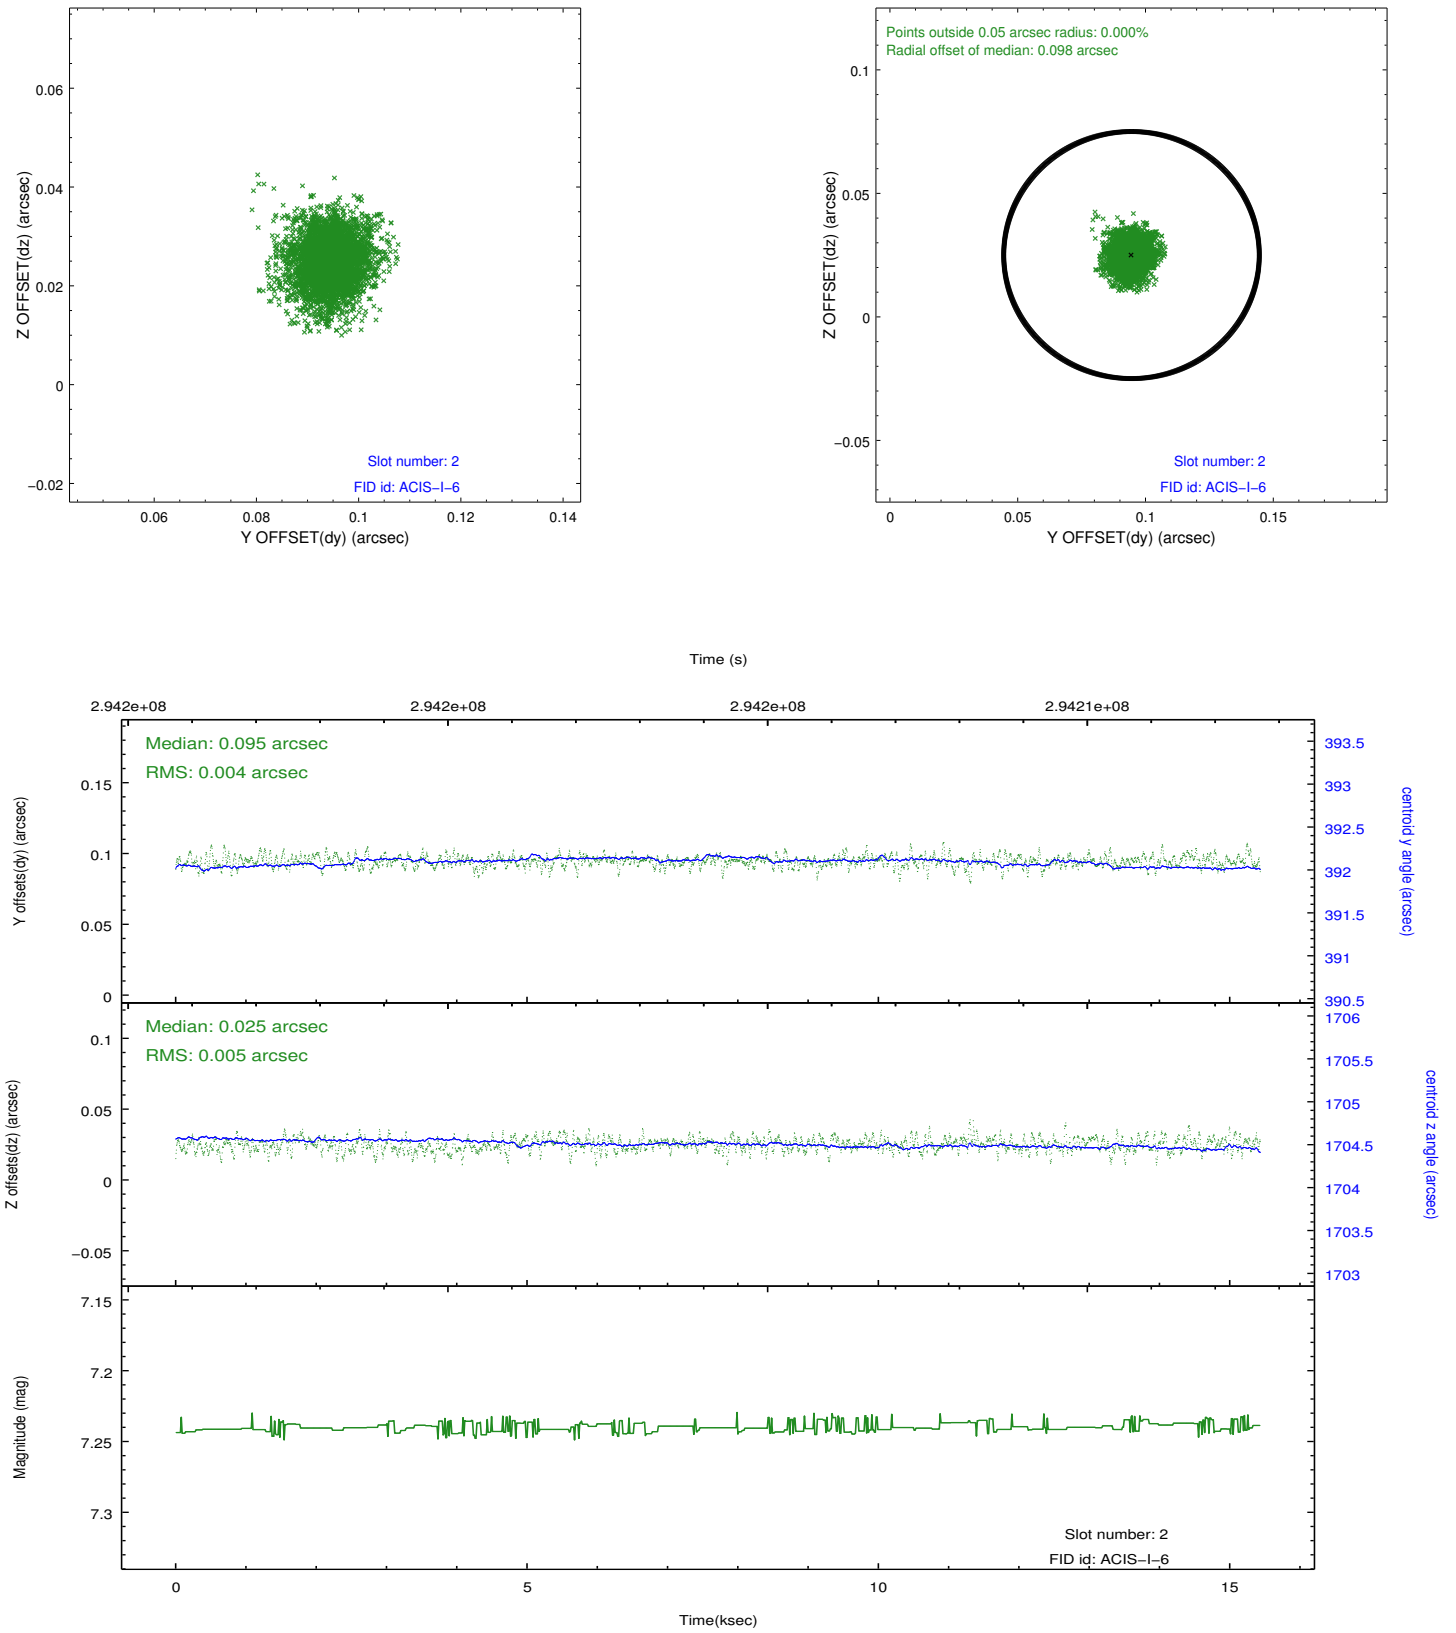 0.06
0.04
0.02
0
−0.02
Z OFFSET(dz) (arcsec)
Slot number: 2
FID id: ACIS−I−6
0.06
0.08
0.1
0.12
0.14
Y OFFSET(dy) (arcsec)
Points outside 0.05 arcsec radius: 0.000%
Radial offset of median: 0.098 arcsec
0.1
0.05
0
−0.05
Z OFFSET(dz) (arcsec)
Slot number: 2
FID id: ACIS−I−6
0
0.05
0.1
0.15
Y OFFSET(dy) (arcsec)
Time (s)
2.942e+08
2.942e+08
2.942e+08
2.9421e+08
Median: 0.095 arcsec
RMS: 0.004 arcsec
0.15
0.1
0.05
0
Y offsets(dy) (arcsec)
393.5
393
392.5
392
391.5
391
390.5
centroid y angle (arcsec)
Median: 0.025 arcsec
RMS: 0.005 arcsec
0.1
0.05
0
−0.05
Z offsets(dz) (arcsec)
1706
1705.5
1705
1704.5
1704
1703.5
1703
centroid z angle (arcsec)
7.15
7.2
7.25
7.3
Magnitude (mag)
Slot number: 2
FID id: ACIS−I−6
0
5
10
15
Time(ksec)